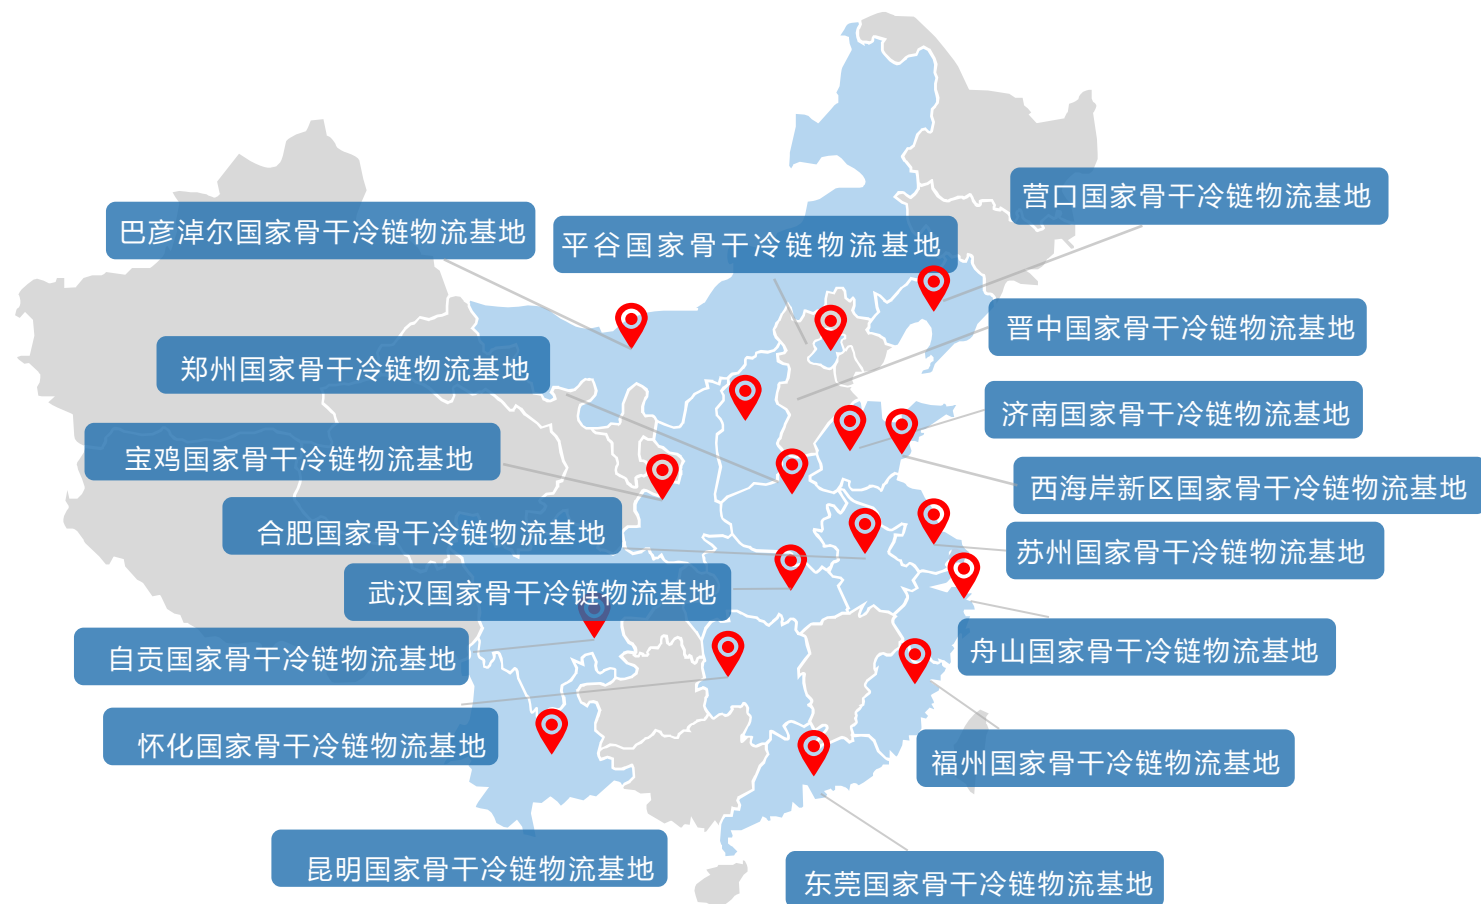 营口国家骨干冷链物流基地
巴彦淖尔国家骨干冷链物流基地
平谷国家骨干冷链物流基地
晋中国家骨干冷链物流基地
郑州国家骨干冷链物流基地
济南国家骨干冷链物流基地
宝鸡国家骨干冷链物流基地
西海岸新区国家骨干冷链物流基地
合肥国家骨干冷链物流基地
苏州国家骨干冷链物流基地
武汉国家骨干冷链物流基地
舟山国家骨干冷链物流基地
自贡国家骨干冷链物流基地
怀化国家骨干冷链物流基地
福州国家骨干冷链物流基地
昆明国家骨干冷链物流基地
东莞国家骨干冷链物流基地